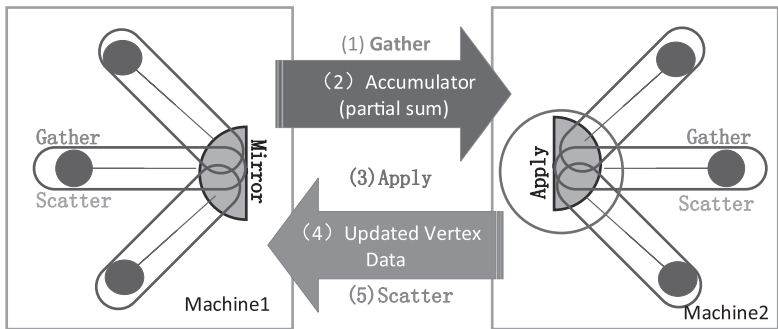 (1) Gather
(2) Accumulator
(partial sum)
Gather
Scatter
Mirror
Machine1
(3)Apply
(4) Updated Vertex
Data
(5)Scatter
Apply
Gather
Scatter
Machine2